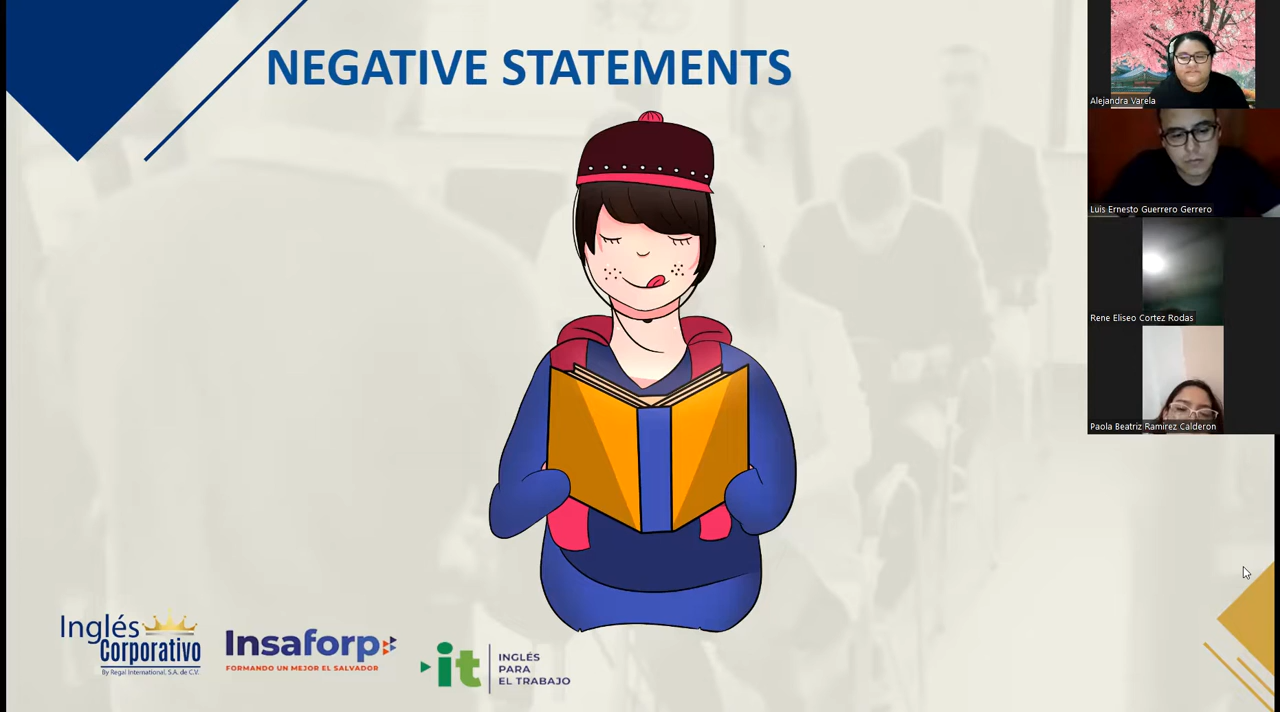 NEGATIVE STATEMENTS
Alejandra Varela
Luis Ernesto Guerrero Gerrero
Rene Eliseo Cortez Rodas
Paola Beatriz Ramirez Calderon
Inglés
Corporativo
By Regal International, S.A. de C.V.
Insaforp
FORMANDO UN MEJOR EL SALVADOR
it
INGLÉS
PARA
EL TRABAJO